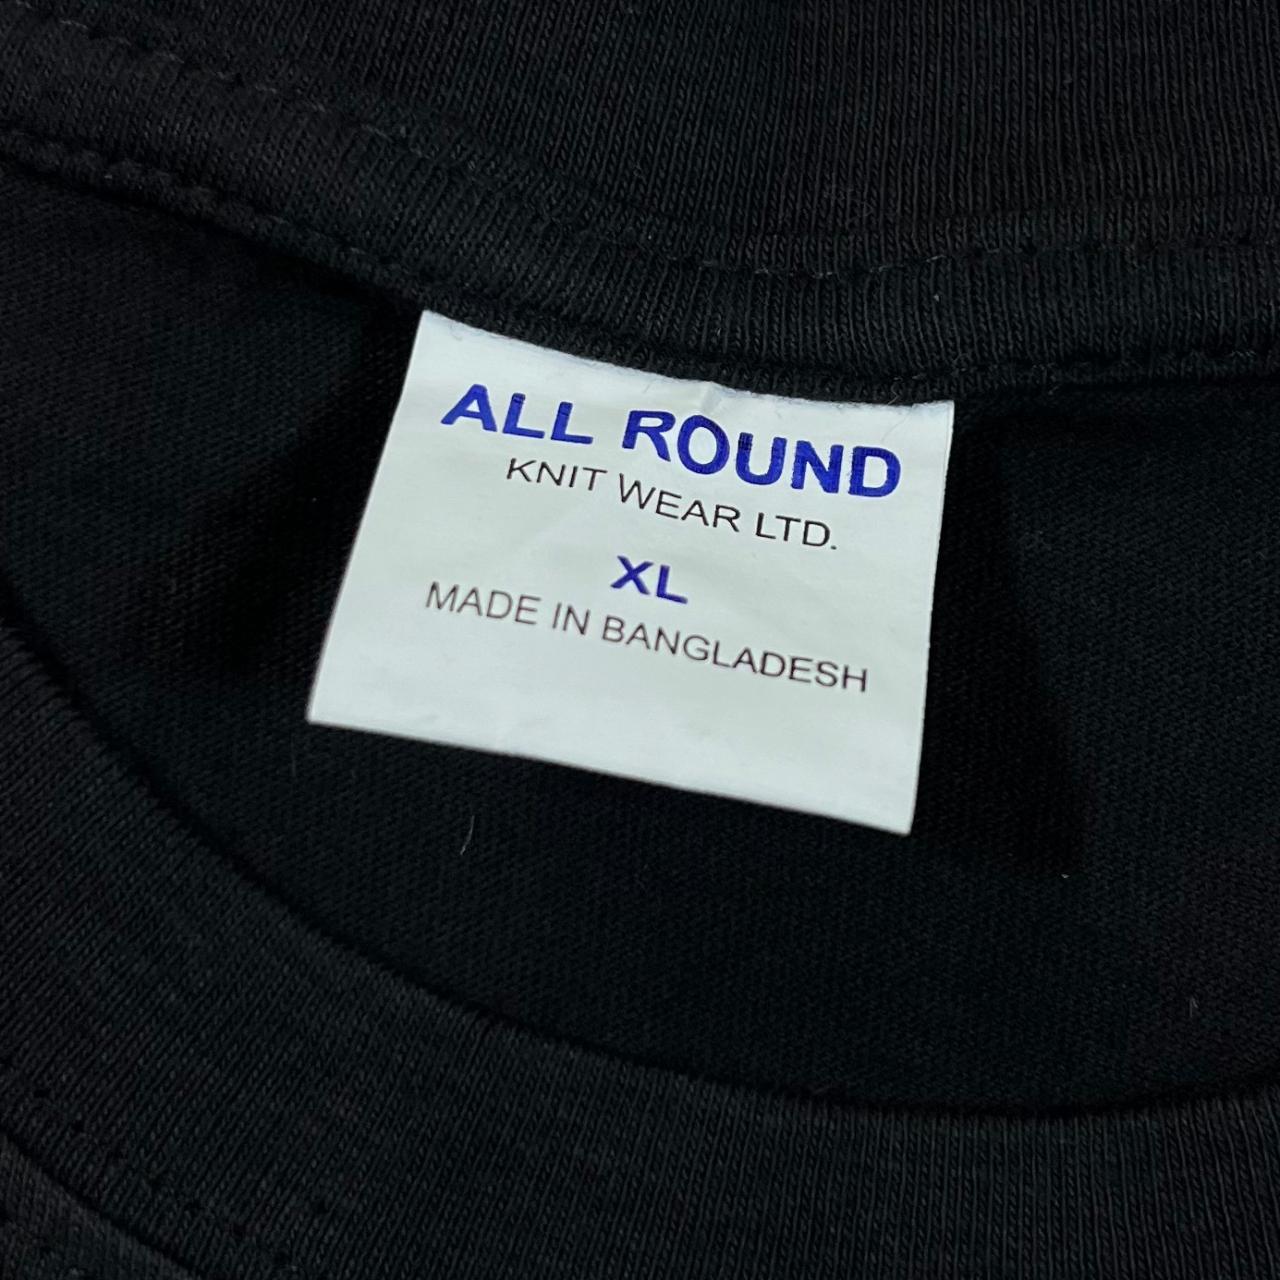 ALL ROUND
KNIT WEAR LTD.
XL
MADE IN BANGLADESH